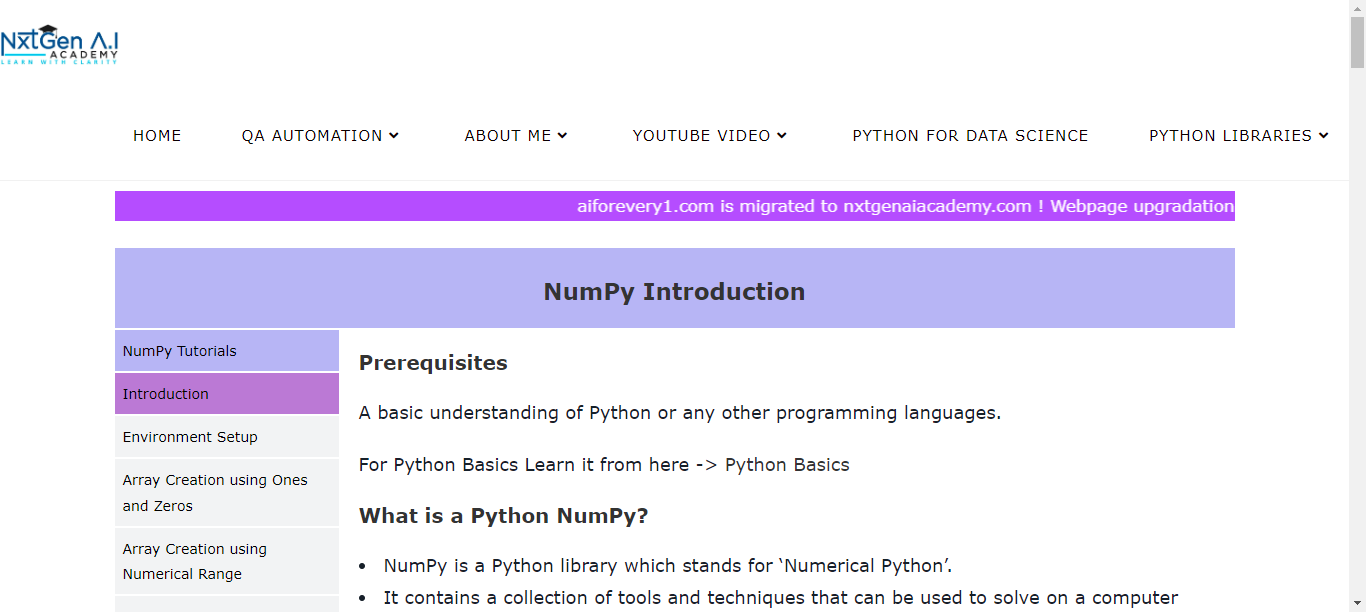 NxtGen A.I
ACADEMY
LEARN WITH CLARITY
HOME QA AUTOMATION ABOUT ME YOUTUBE VIDEO PYTHON FOR DATA SCIENCE PYTHON LIBRARIES
aiforevery1.com is migrated to nxtgenaiacademy.com ! Webpage upgradation
NumPy Introduction
NumPy Tutorials
Introduction
Environment Setup
Array Creation using Ones
and Zeros
Array Creation using
Numerical Range
Prerequisites
A basic understanding of Python or any other programming languages.
For Python Basics Learn it from here -> Python Basics
What is a Python NumPy?
• NumPy is a Python library which stands for ‘Numerical Python’.
• It contains a collection of tools and techniques that can be used to solve on a computer